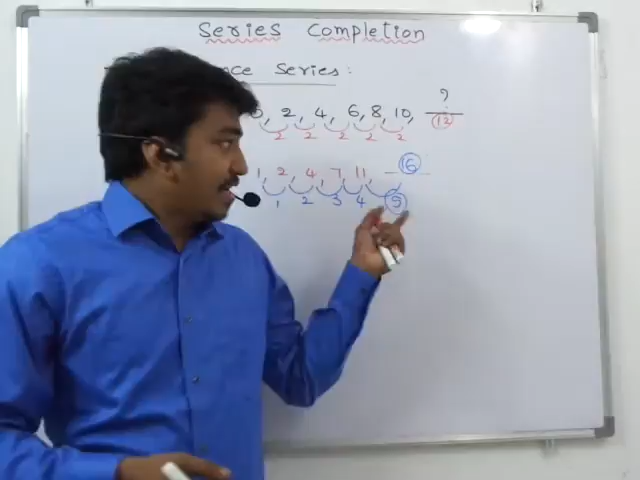 Series Completion
nce Series:
0, 2, 4, 6, 8, 10, ?
2 2 2 2 2 12
1, 2, 4, 7, 11, 16
1 2 3 4 5